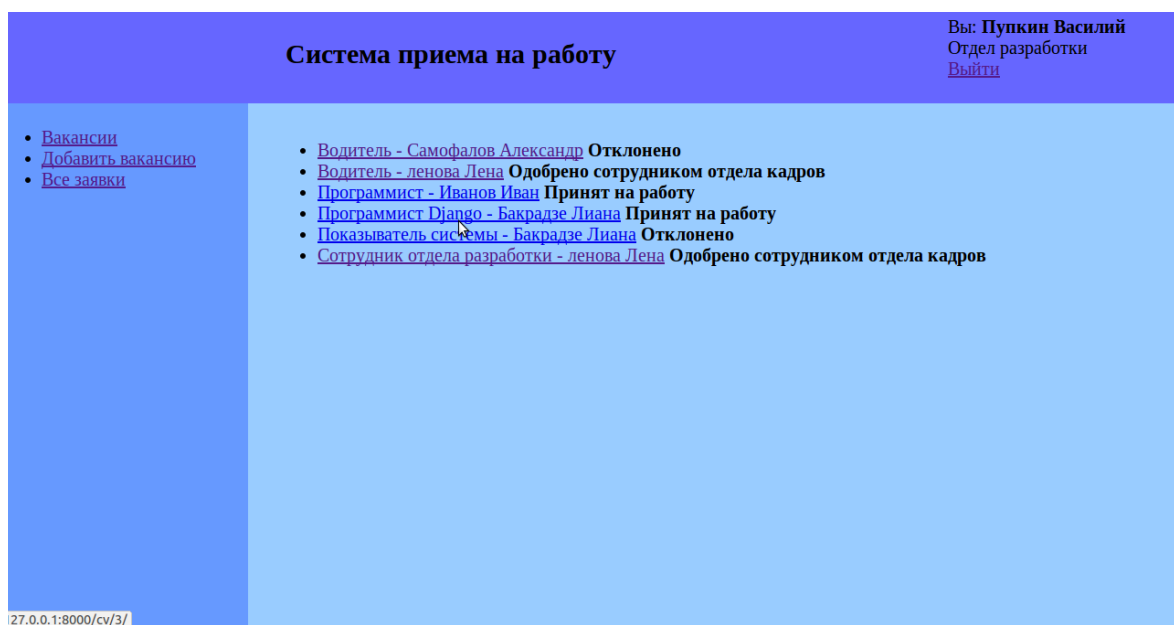 Система приема на работу
Вы: Пупкин Василий
Отдел разработки
Выйти
Вакансии
Добавить вакансию
Все заявки
Водитель - Самофалов Александр Отклонено
Водитель - ленова Лена Одобрено сотрудником отдела кадров
Программист - Иванов Иван Принят на работу
Программист Django - Бакрадзе Лиана Принят на работу
Показыватель системы - Бакрадзе Лиана Отклонено
Сотрудник отдела разработки - ленова Лена Одобрено сотрудником отдела кадров
27.0.0.1:8000/cv/3/